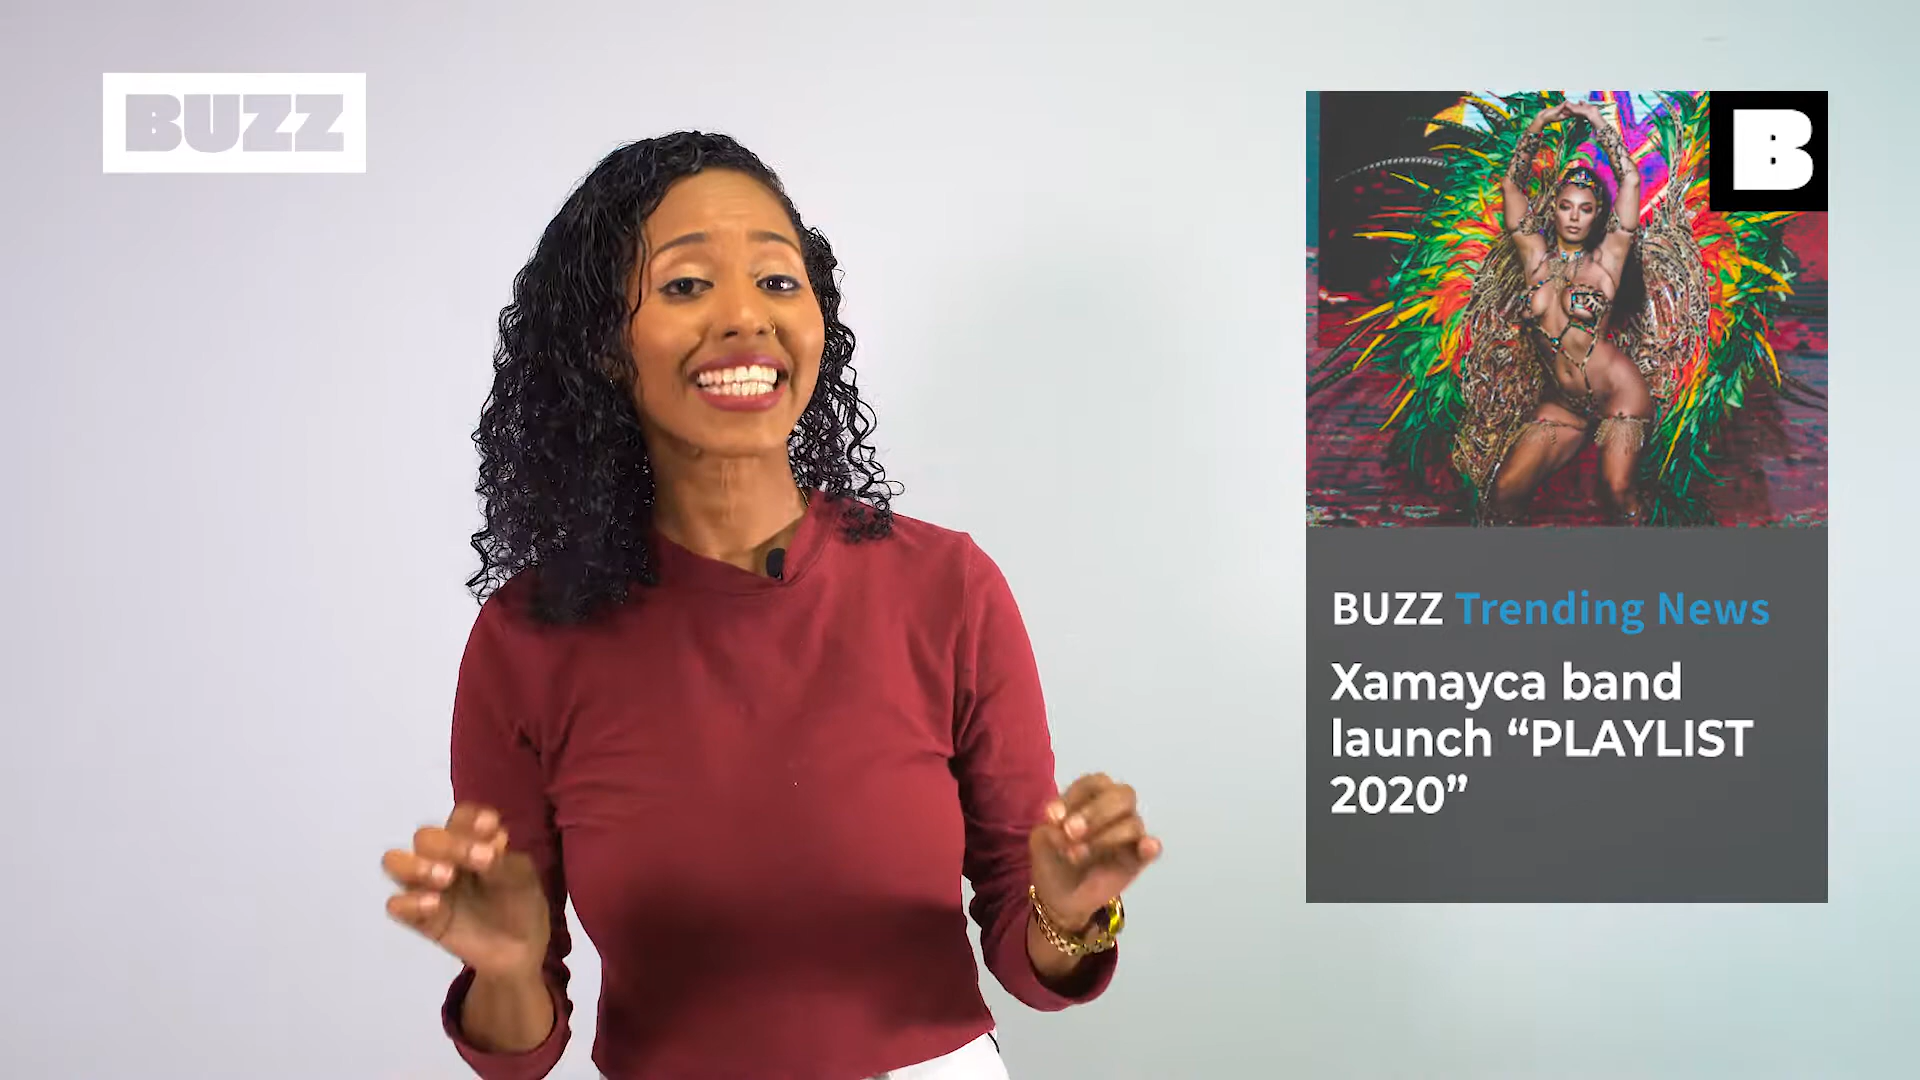 BUZZ
B
BUZZ Trending News
Xamayca band
launch “PLAYLIST
2020”